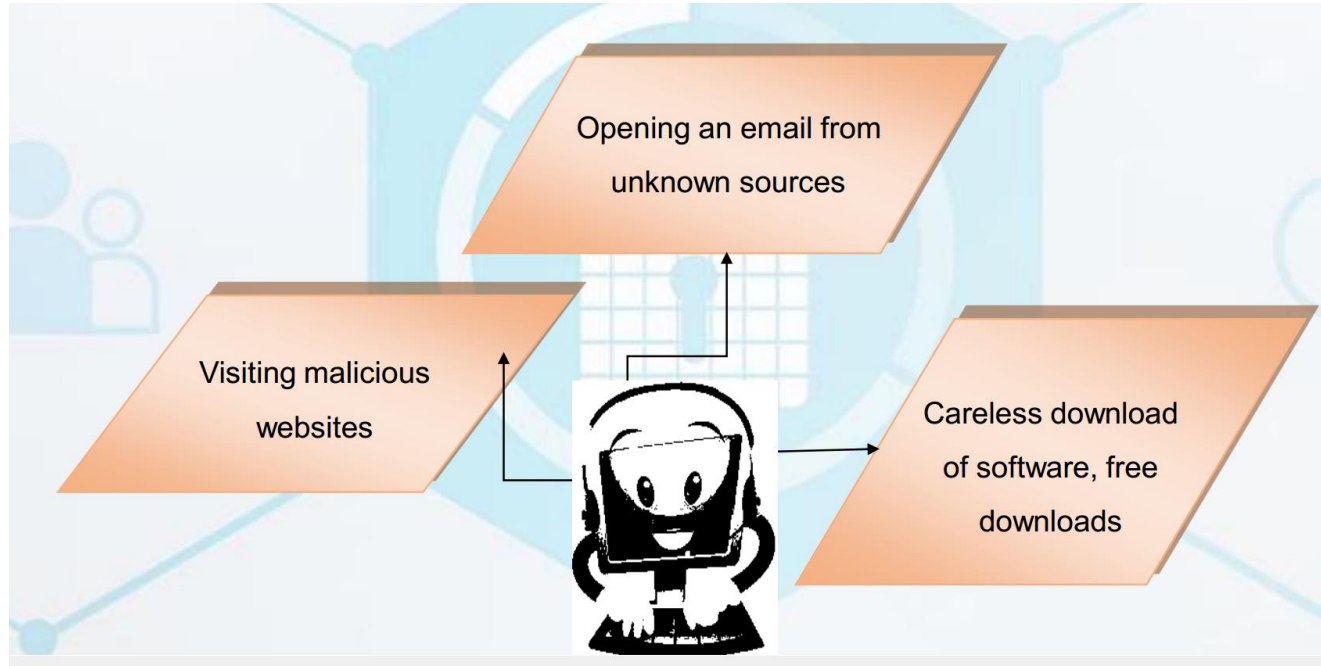 Opening an email from
unknown sources
Visiting malicious
websites
Careless download
of software, free
downloads